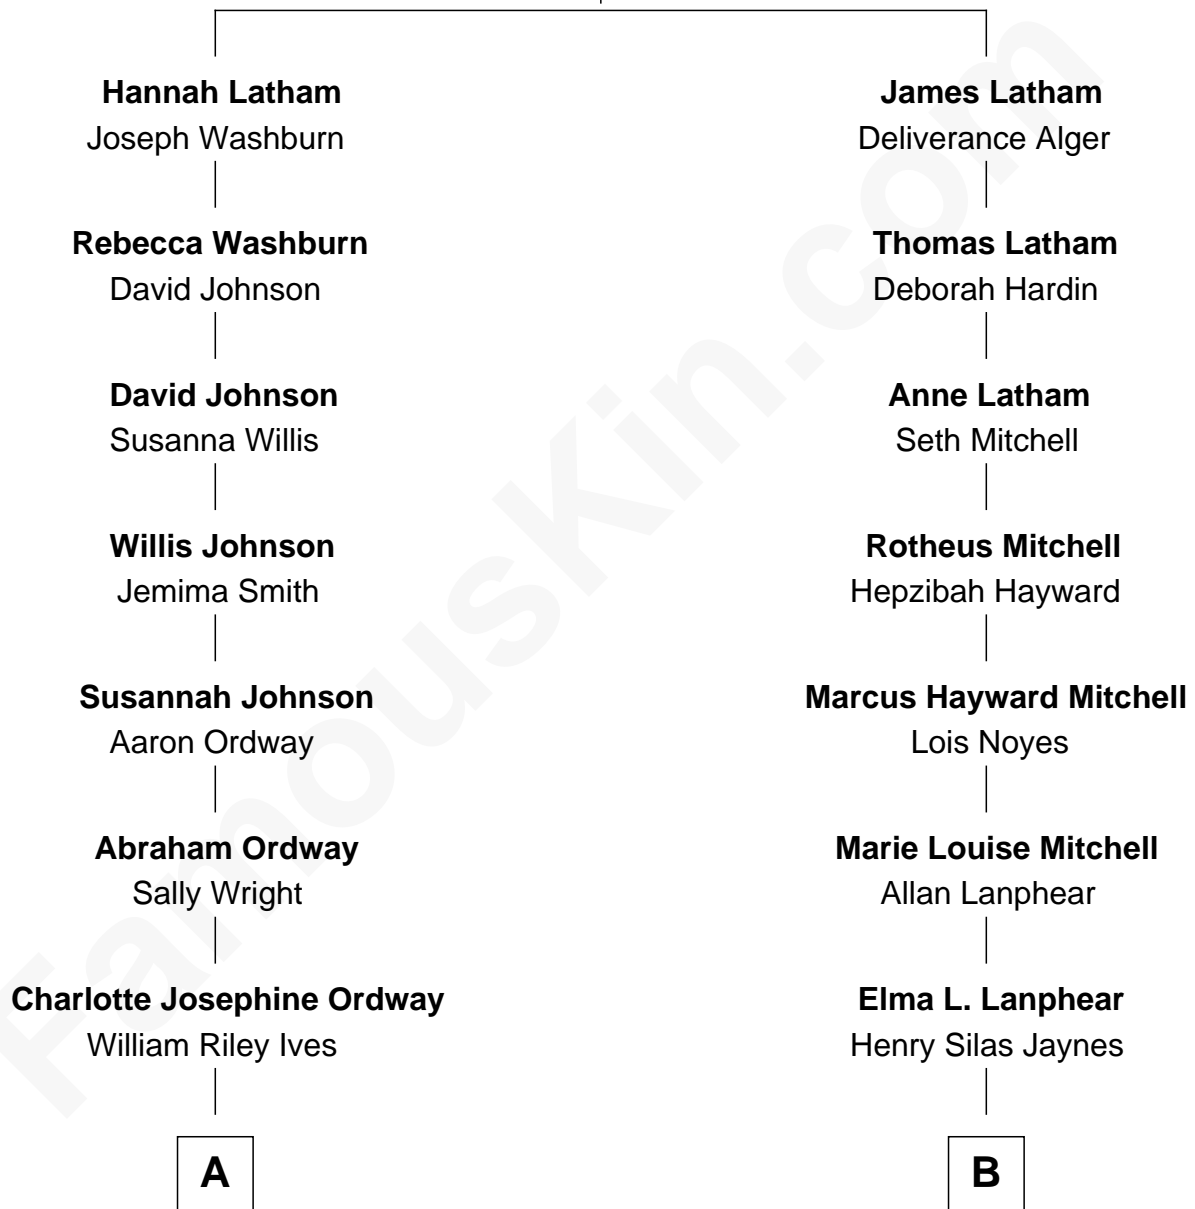 Hannah Latham
Joseph Washburn
James Latham
Deliverance Alger
Rebecca Washburn
David Johnson
Thomas Latham
Deborah Hardin
David Johnson
Susanna Willis
Anne Latham
Seth Mitchell
Willis Johnson
Jemima Smith
Rotheus Mitchell
Hepzibah Hayward
Susannah Johnson
Aaron Ordway
Marcus Hayward Mitchell
Lois Noyes
Abraham Ordway
Sally Wright
Marie Louise Mitchell
Allan Lanphear
Charlotte Josephine Ordway
William Riley Ives
Elma L. Lanphear
Henry Silas Jaynes
A
B
FamousKin.com